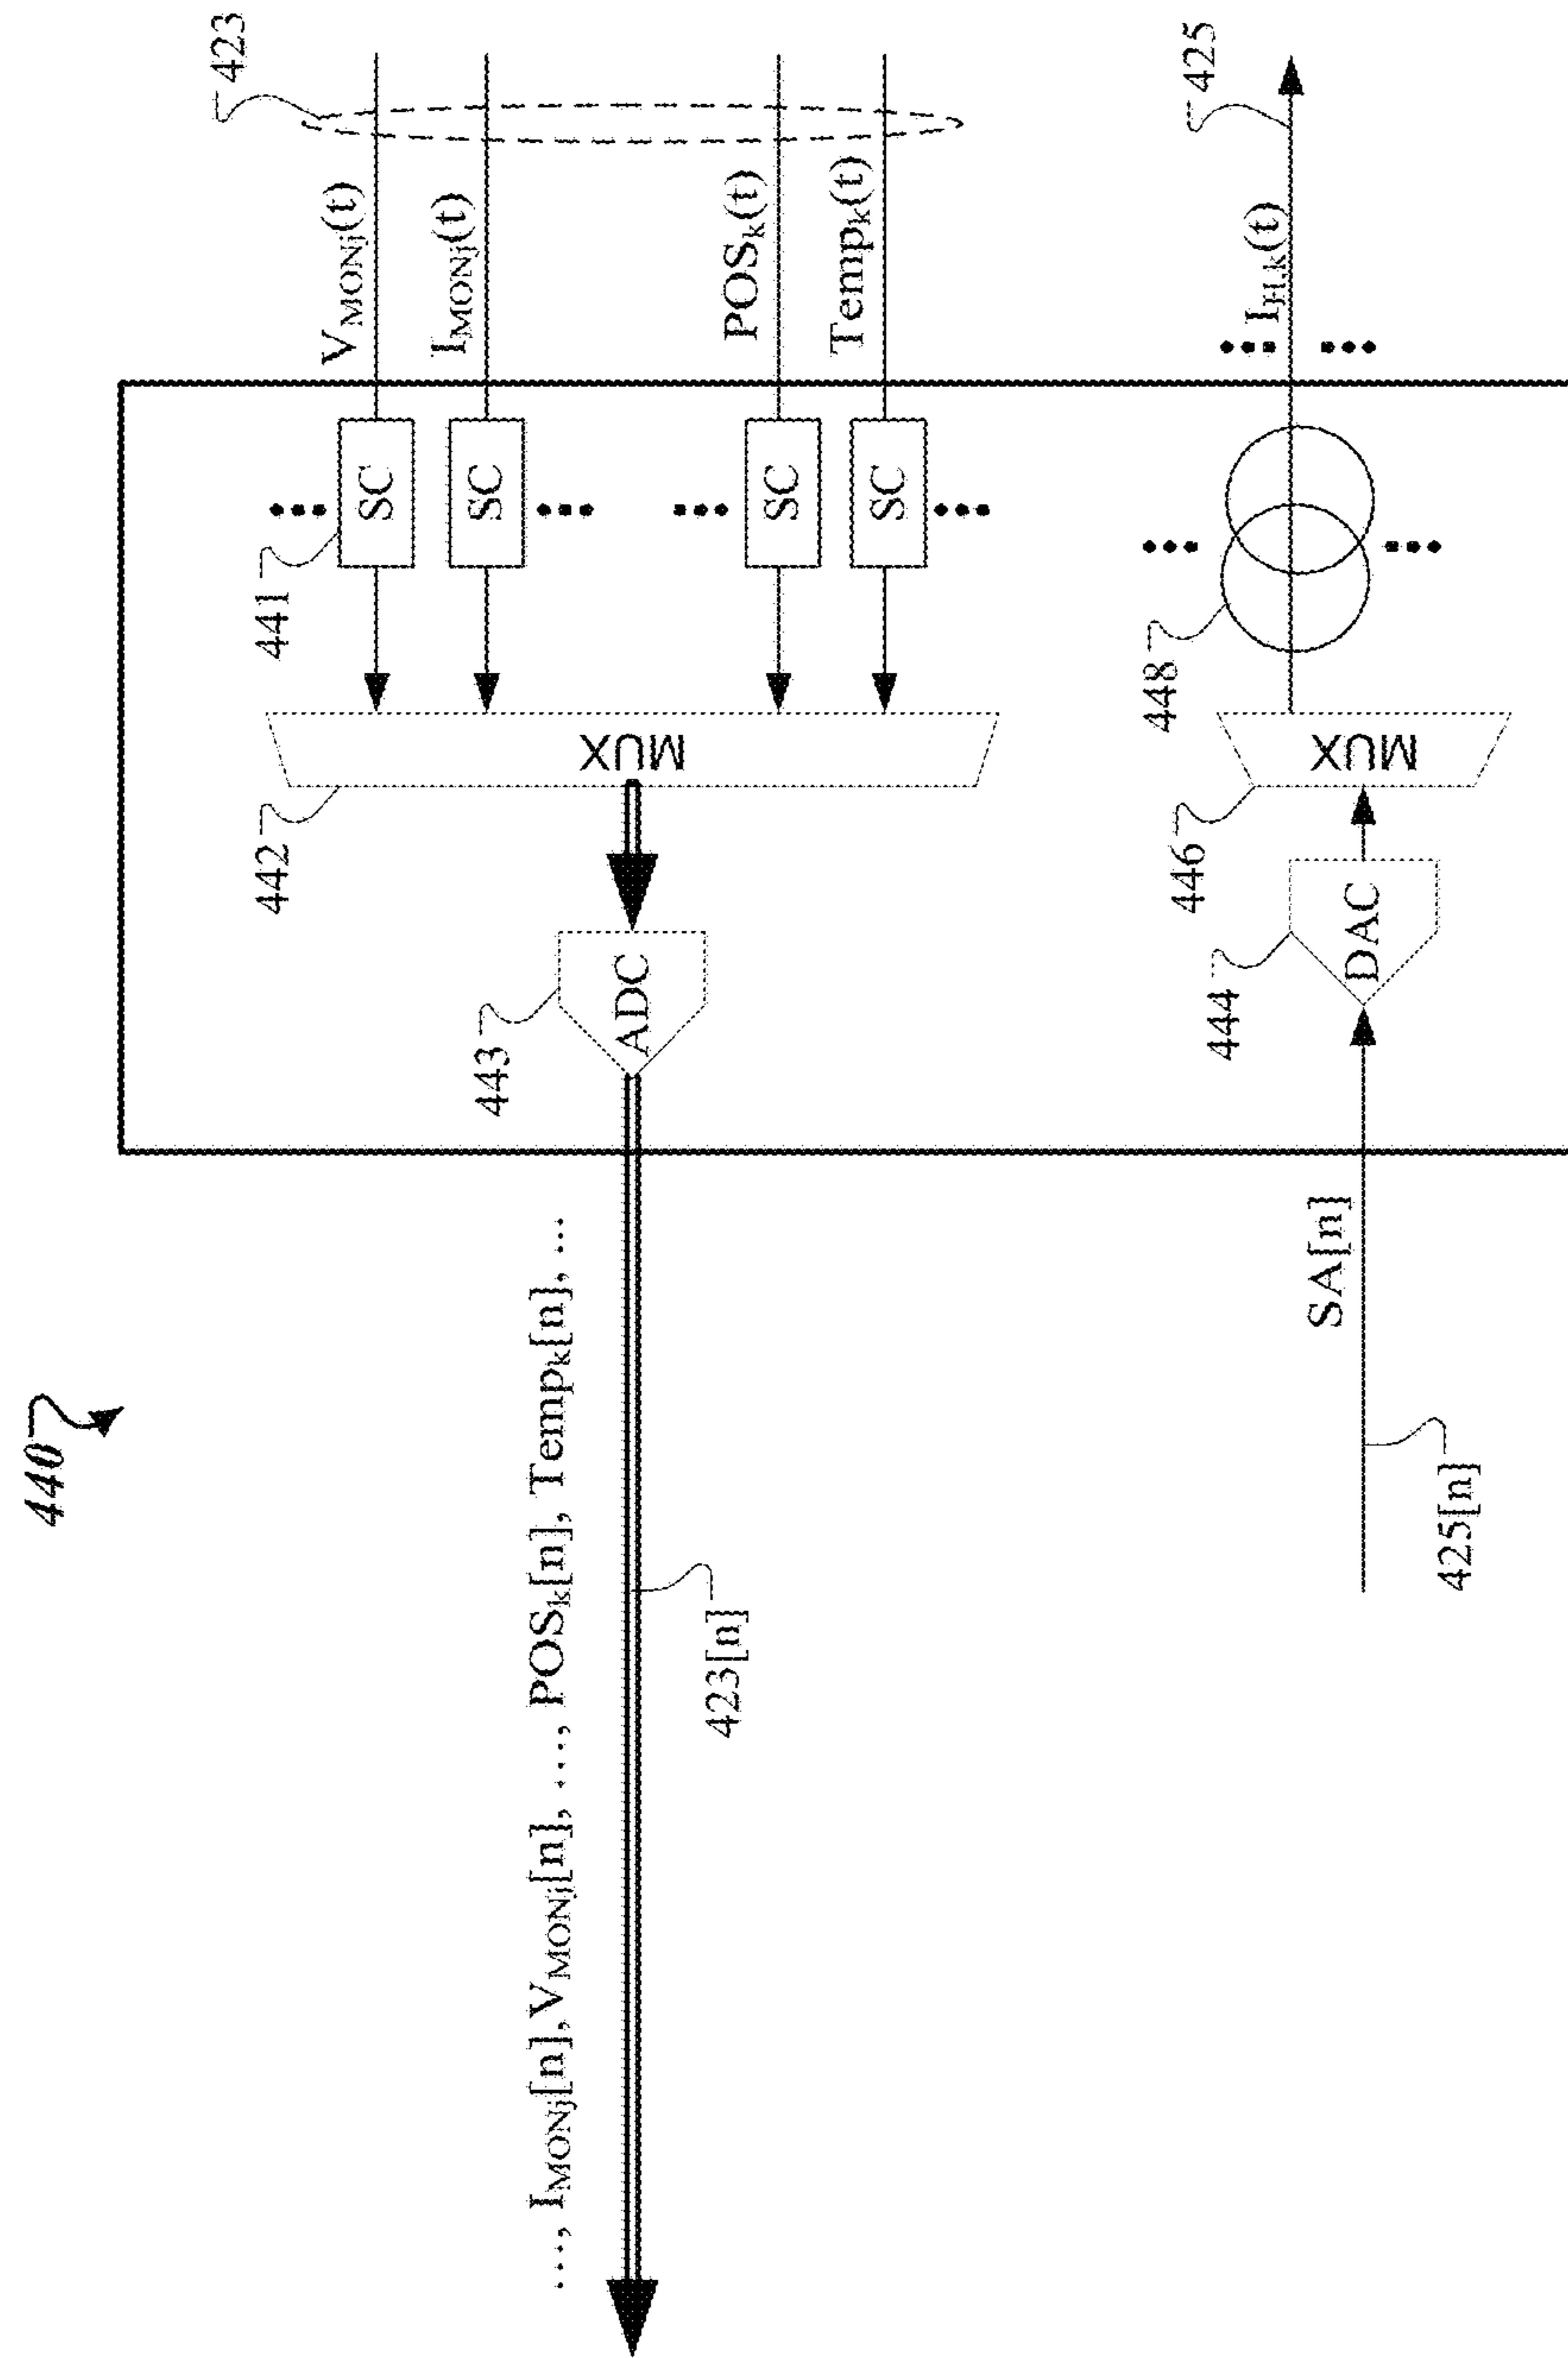 440
423
V_MONj(t)
I_MONj(t)
POS_k(t)
Temp_k(t)
441
SC
SC
SC
SC
442
MUX
443
ADC
…, I_MONj[n], V_MONj[n], …, POS_k[n], Temp_k[n], …
423[n]
425
I_H,k(t)
448
446
MUX
444
DAC
SA[n]
425[n]